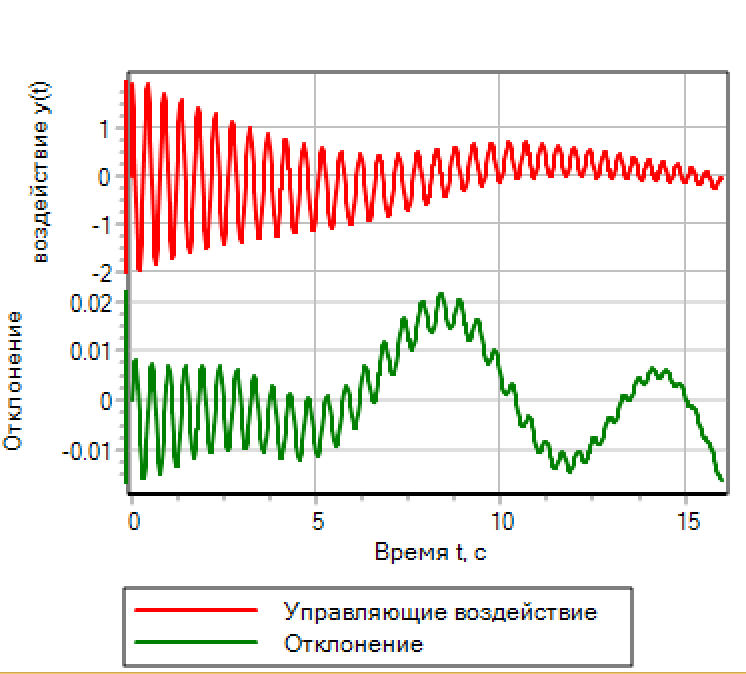 воздействие y(t)
1
0
-1
-2
Отклонение
0.02
0.01
0
-0.01
0 5 10 15
Время t, с
Управляющие воздействие
Отклонение